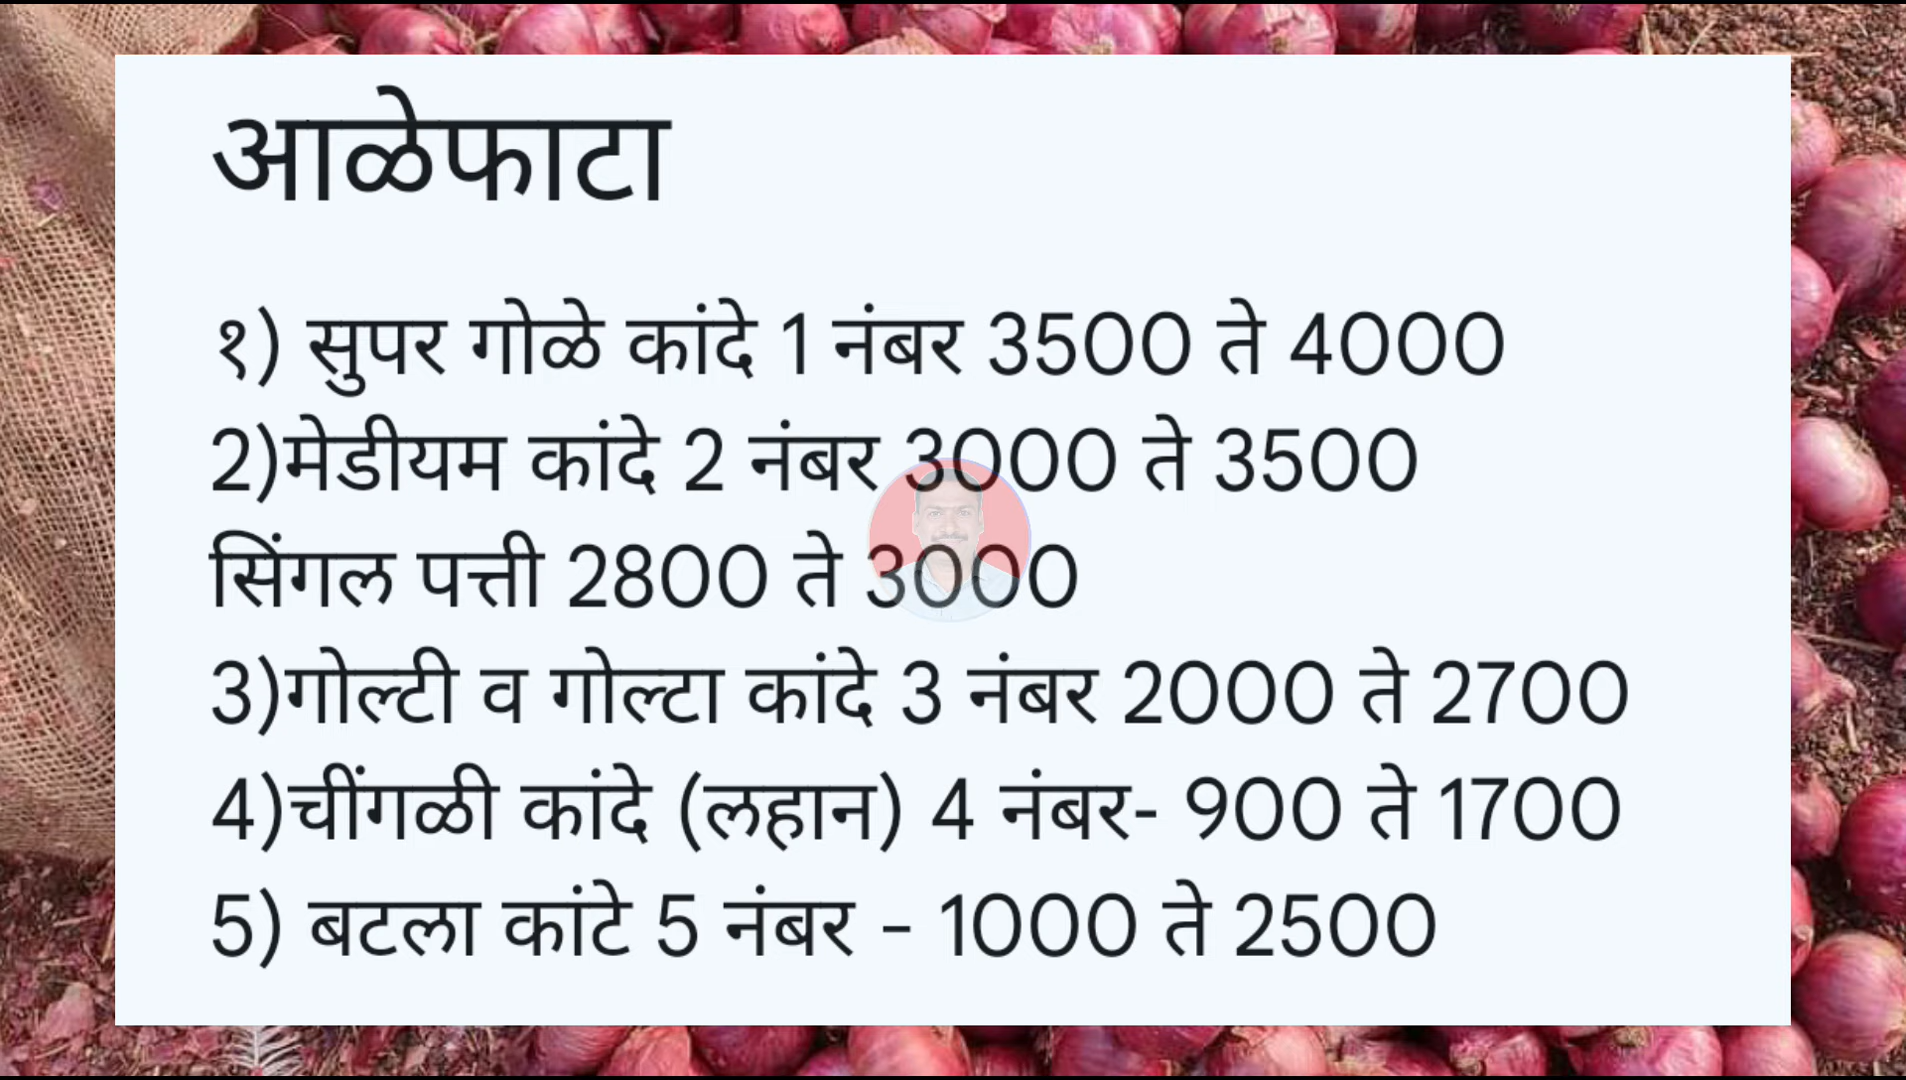 आळेफाटा
१) सुपर गोळे कांदे 1 नंबर 3500 ते 4000
2)मेडीयम कांदे 2 नंबर 3000 ते 3500
सिंगल पत्ती 2800 ते 3000
3)गोल्टी व गोल्टा कांदे 3 नंबर 2000 ते 2700
4)चींगळी कांदे (लहान) 4 नंबर- 900 ते 1700
5) बटला कांटे 5 नंबर - 1000 ते 2500